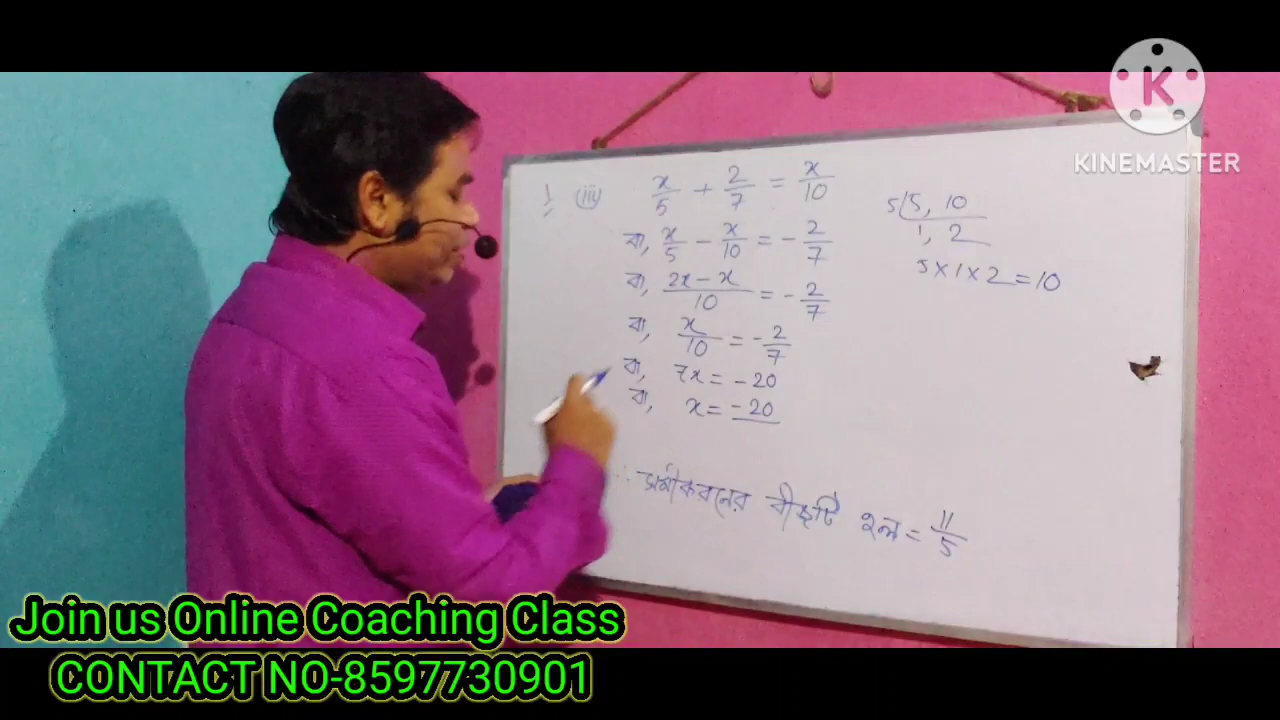 KINEMASTER
1 (iii) x/5 + 2/7 = x/10
বা, x/5 - x/10 = - 2/7
বা, 2x - x/10 = - 2/7
বা, x/10 = - 2/7
বা, 7x = - 20
বা, x = - 20
5 5, 10
1, 2
5 x 1 x 2 = 10
∴ সমীকরনের বীজটি হল = 11/5
Join us Online Coaching Class
CONTACT NO-8597730901